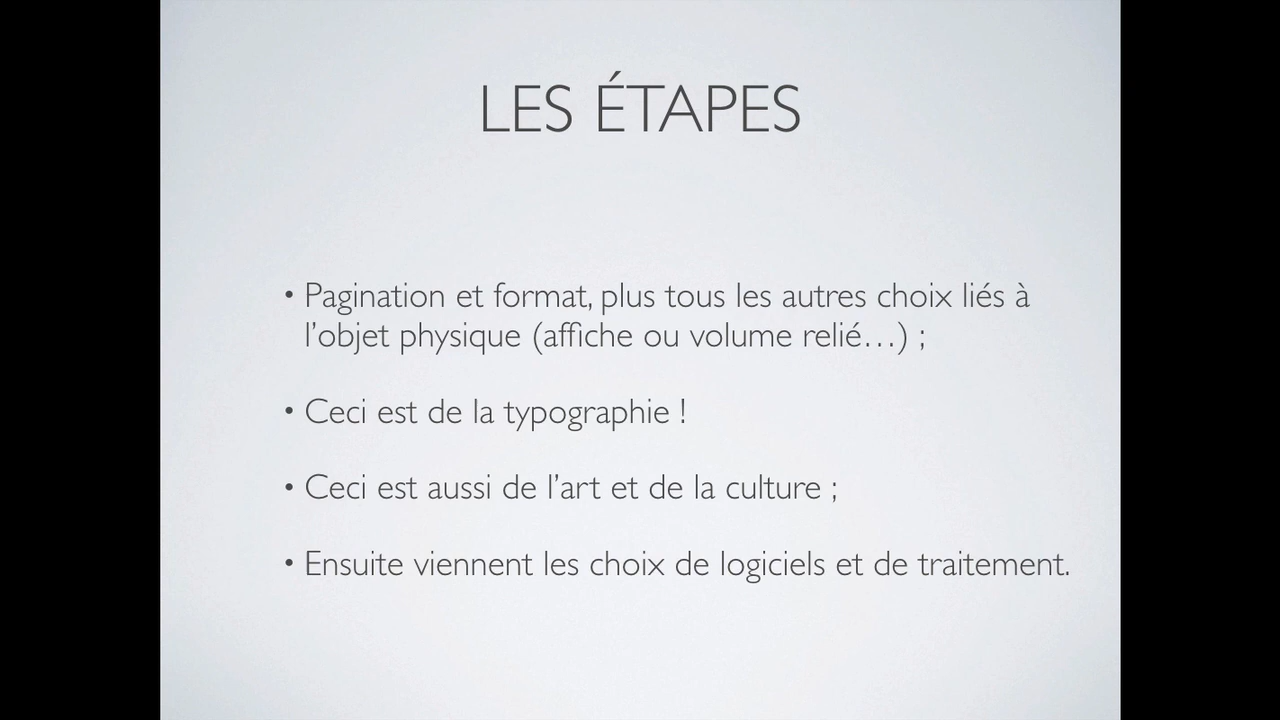 LES ÉTAPES
• Pagination et format, plus tous les autres choix liés à
l’objet physique (affiche ou volume relié…) ;
• Ceci est de la typographie !
• Ceci est aussi de l’art et de la culture ;
• Ensuite viennent les choix de logiciels et de traitement.